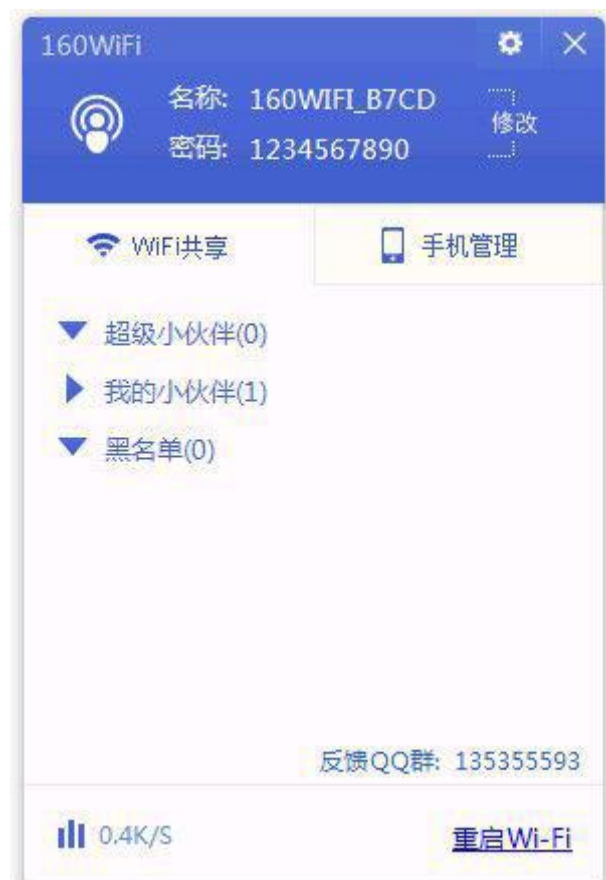 160WiFi
名称: 160WIFI_B7CD
密码: 1234567890
修改
WiFi共享
手机管理
超级小伙伴(0)
我的小伙伴(1)
黑名单(0)
反馈QQ群: 135355593
0.4K/S
重启Wi-Fi